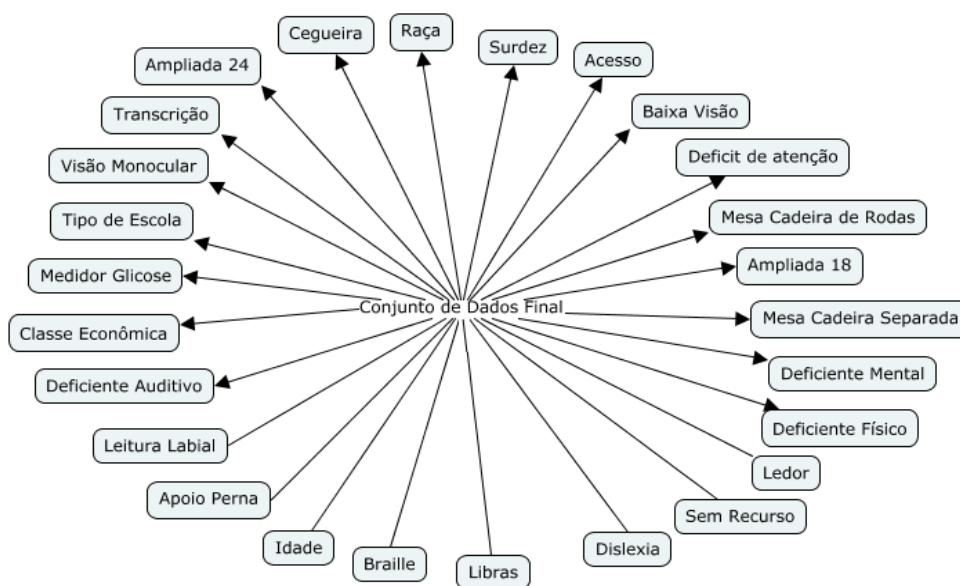 Cegueira
Raça
Surdez
Acesso
Ampliada 24
Baixa Visão
Transcrição
Deficit de atenção
Visão Monocular
Mesa Cadeira de Rodas
Tipo de Escola
Ampliada 18
Medidor Glicose
Conjunto de Dados Final
Mesa Cadeira Separada
Classe Econômica
Deficiente Mental
Deficiente Auditivo
Deficiente Físico
Leitura Labial
Ledor
Apoio Perna
Sem Recurso
Idade
Dislexia
Braille
Libras